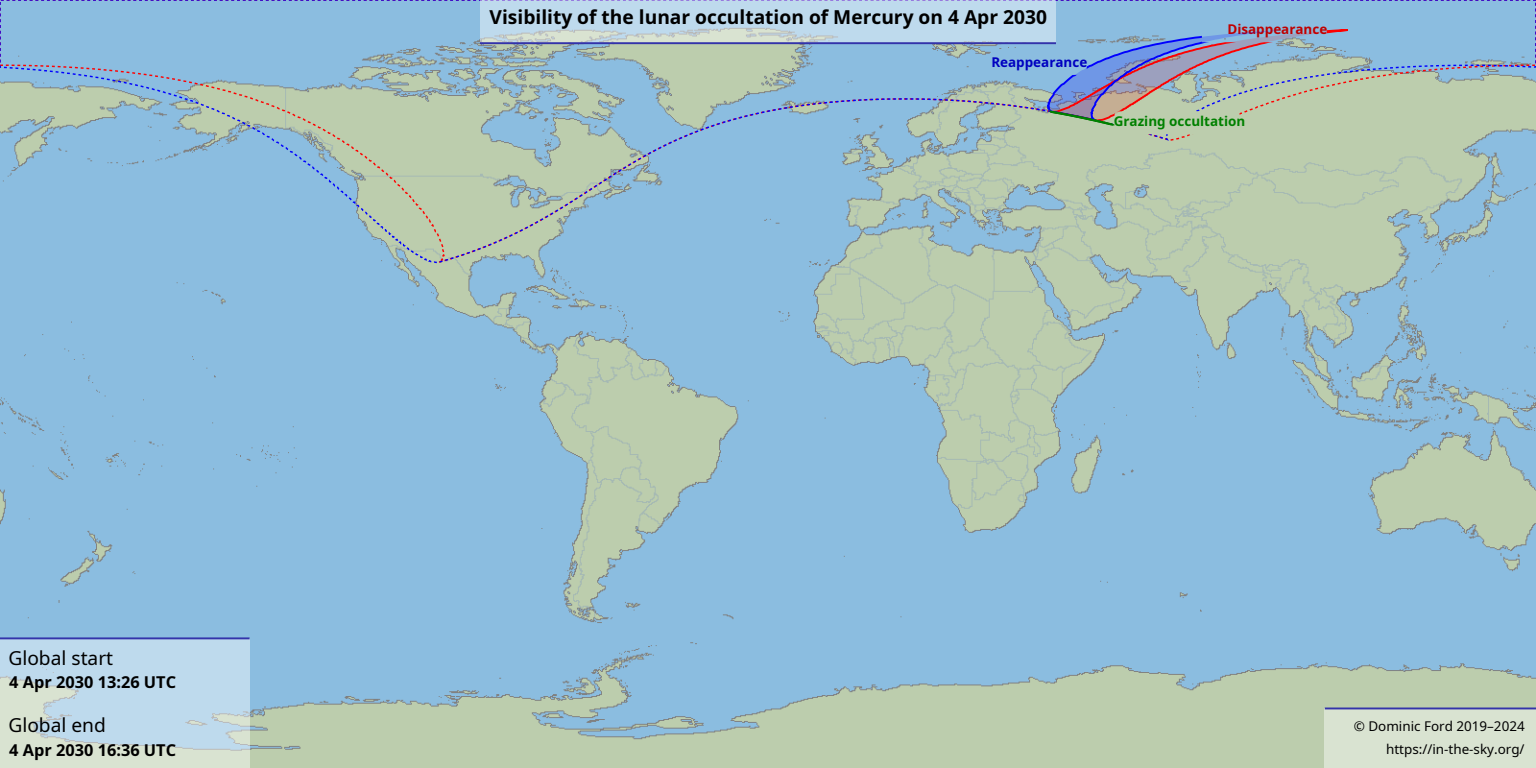 Visibility of the lunar occultation of Mercury on 4 Apr 2030
Disappearance
Reappearance
Grazing occultation
Global start
4 Apr 2030 13:26 UTC
Global end
4 Apr 2030 16:36 UTC
© Dominic Ford 2019–2024
https://in-the-sky.org/